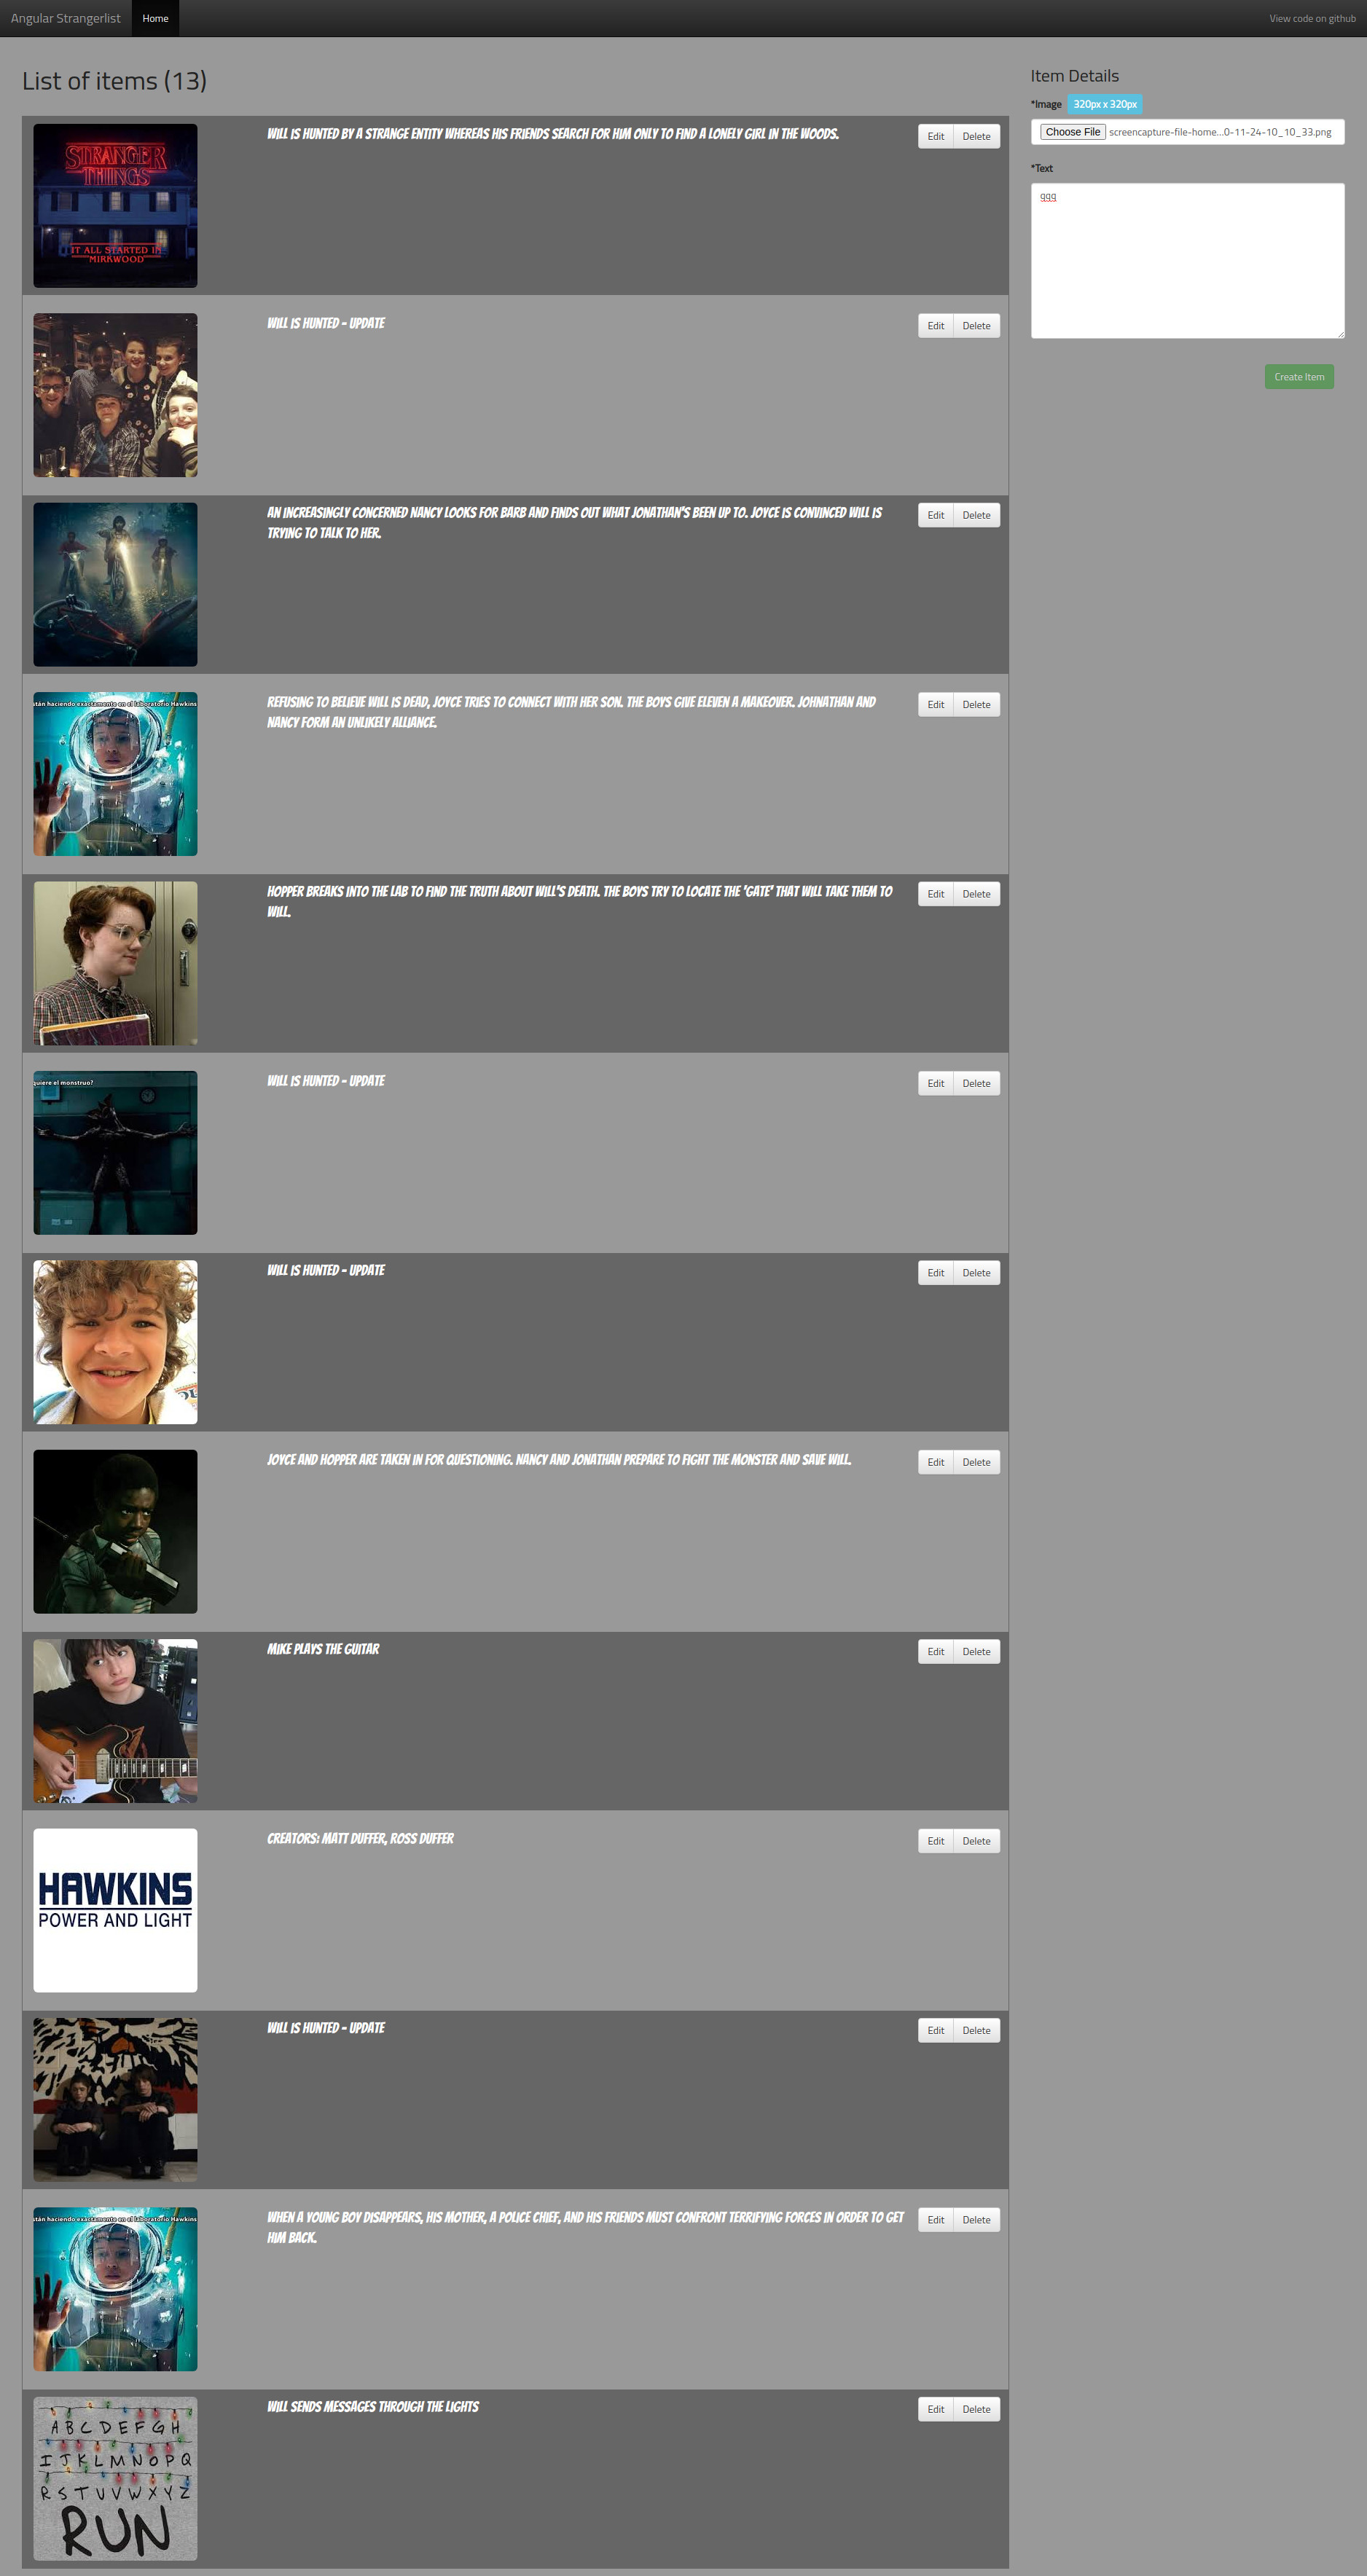 Angular Strangerlist
Home
View code on github
List of items (13)
STRANGER
THINGS
IT ALL STARTED IN
MIRKWOOD
WILL IS HUNTED BY A STRANGE ENTITY WHEREAS HIS FRIENDS SEARCH FOR HIM ONLY TO FIND A LONELY GIRL IN THE WOODS.
Edit Delete
WILL IS HUNTED - UPDATE
Edit Delete
AN INCREASINGLY CONCERNED NANCY LOOKS FOR BARB AND FINDS OUT WHAT JONATHAN'S BEEN UP TO. JOYCE IS CONVINCED WILL IS
TRYING TO TALK TO HER.
Edit Delete
stán haciendo exactamente en el laboratorio Hawkins
REFUSING TO BELIEVE WILL IS DEAD, JOYCE TRIES TO CONNECT WITH HER SON. THE BOYS GIVE ELEVEN A MAKEOVER. JOHNATHAN AND
NANCY FORM AN UNLIKELY ALLIANCE.
Edit Delete
HOPPER BREAKS INTO THE LAB TO FIND THE TRUTH ABOUT WILL'S DEATH. THE BOYS TRY TO LOCATE THE 'GATE' THAT WILL TAKE THEM TO
WILL.
Edit Delete
quiere el monstruo?
WILL IS HUNTED - UPDATE
Edit Delete
WILL IS HUNTED - UPDATE
Edit Delete
JOYCE AND HOPPER ARE TAKEN IN FOR QUESTIONING. NANCY AND JONATHAN PREPARE TO FIGHT THE MONSTER AND SAVE WILL.
Edit Delete
MIKE PLAYS THE GUITAR
Edit Delete
HAWKINS
POWER AND LIGHT
CREATORS: MATT DUFFER, ROSS DUFFER
Edit Delete
WILL IS HUNTED - UPDATE
Edit Delete
stán haciendo exactamente en el laboratorio Hawkins
WHEN A YOUNG BOY DISAPPEARS, HIS MOTHER, A POLICE CHIEF, AND HIS FRIENDS MUST CONFRONT TERRIFYING FORCES IN ORDER TO GET
HIM BACK.
Edit Delete
A B C D E F G H
I J K L M N O P Q
R S T U V W X Y Z
RUN
WILL SENDS MESSAGES THROUGH THE LIGHTS
Edit Delete
Item Details
*Image 320px x 320px
Choose File screencapture-file-home...0-11-24-10_10_33.png
*Text
qqq
Create Item